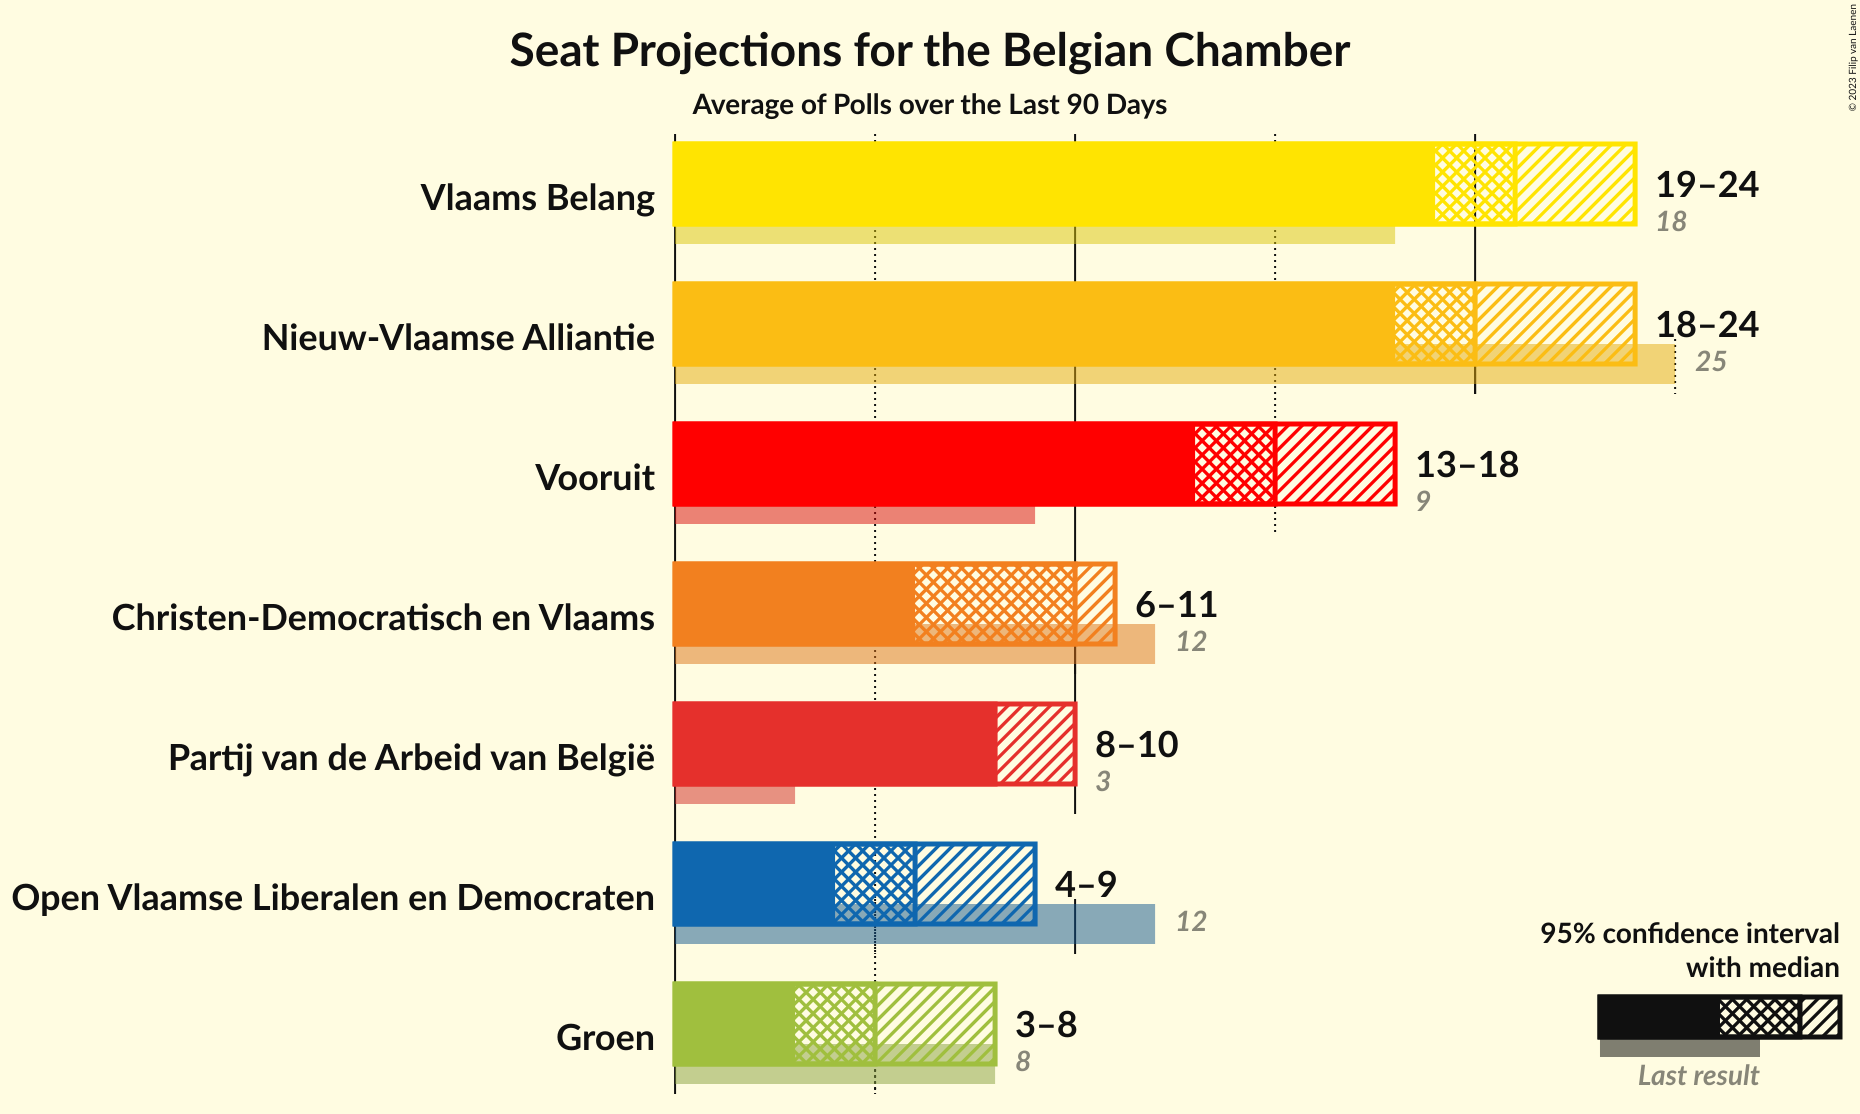 Seat Projections for the Belgian Chamber
Average of Polls over the Last 90 Days
© 2023 Filip van Laenen
Vlaams Belang
19–24
18
Nieuw-Vlaamse Alliantie
18–24
25
Vooruit
13–18
9
Christen-Democratisch en Vlaams
6–11
12
Partij van de Arbeid van België
8–10
3
Open Vlaamse Liberalen en Democraten
4–9
12
Groen
3–8
8
95% confidence interval
with median
Last result